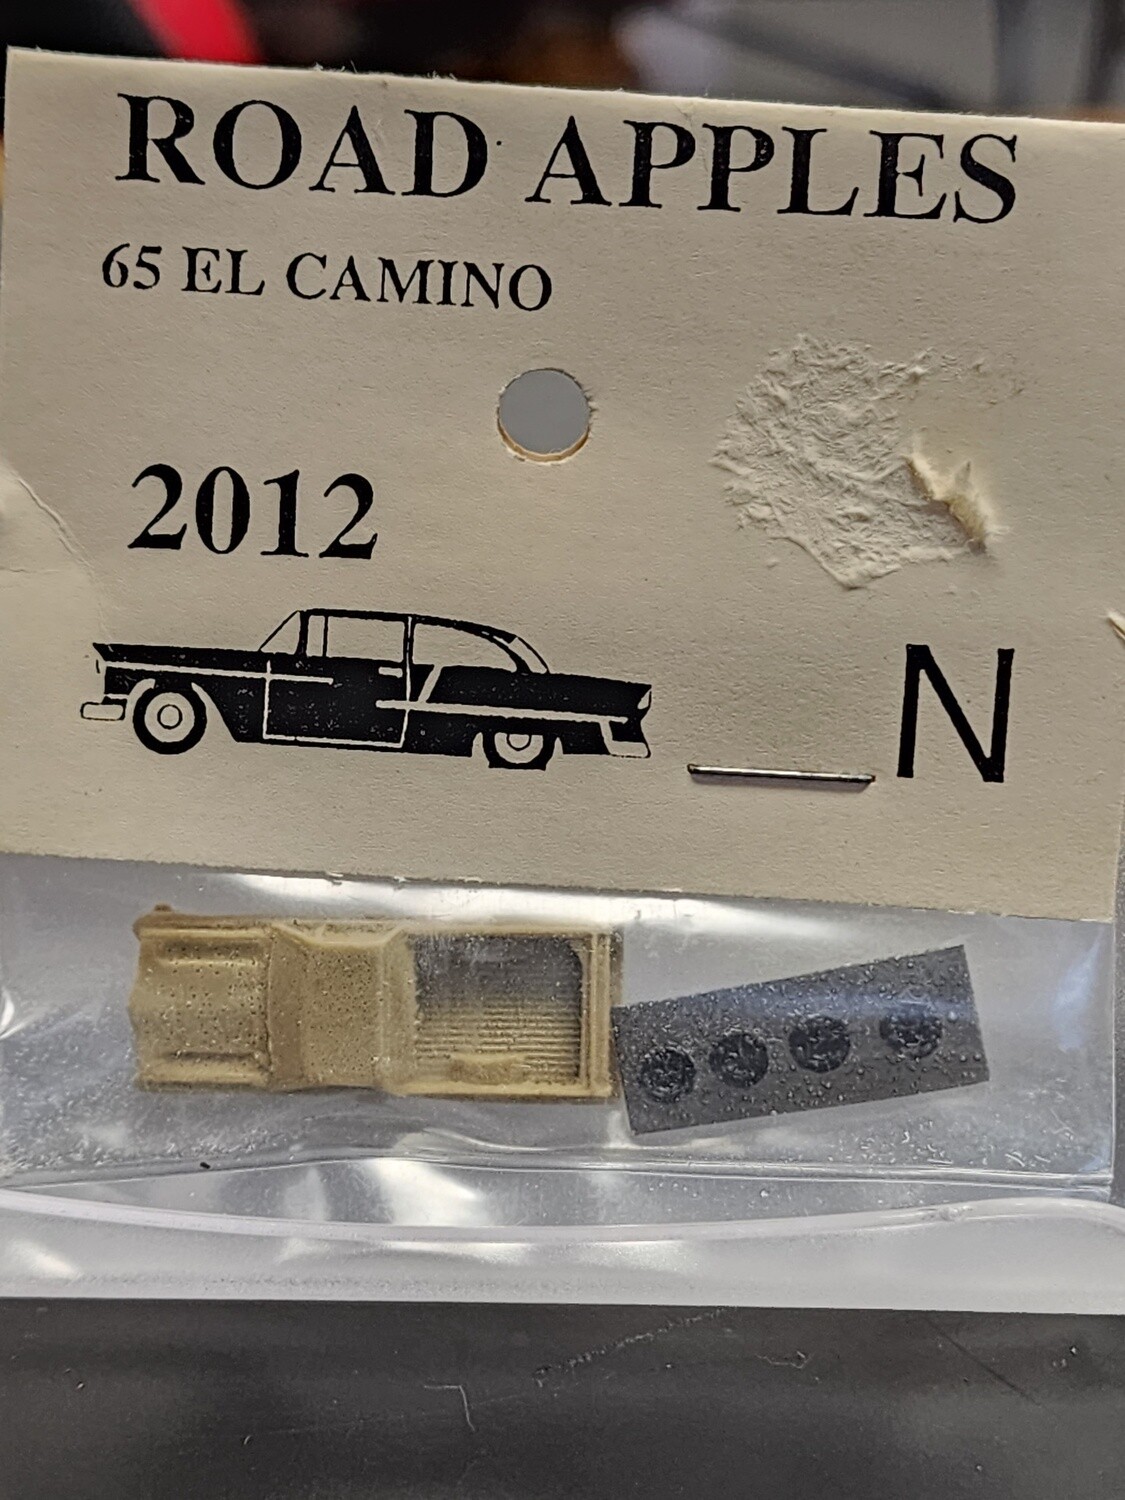 ROAD APPLES
65 EL CAMINO
2012
N